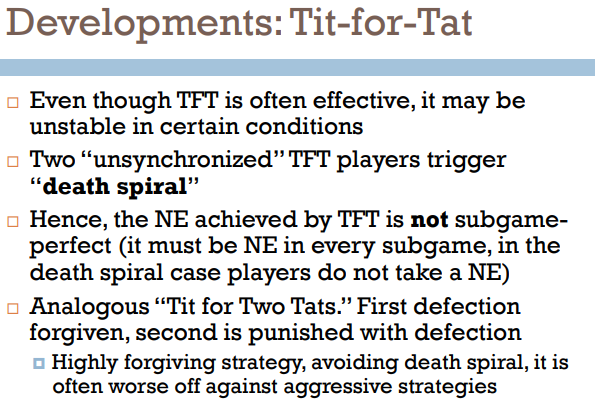 Developments: Tit-for-Tat
Even though TFT is often effective, it may be
unstable in certain conditions
Two “unsynchronized” TFT players trigger
“death spiral”
Hence, the NE achieved by TFT is not subgame-
perfect (it must be NE in every subgame, in the
death spiral case players do not take a NE)
Analogous “Tit for Two Tats.” First defection
forgiven, second is punished with defection
Highly forgiving strategy, avoiding death spiral, it is
often worse off against aggressive strategies